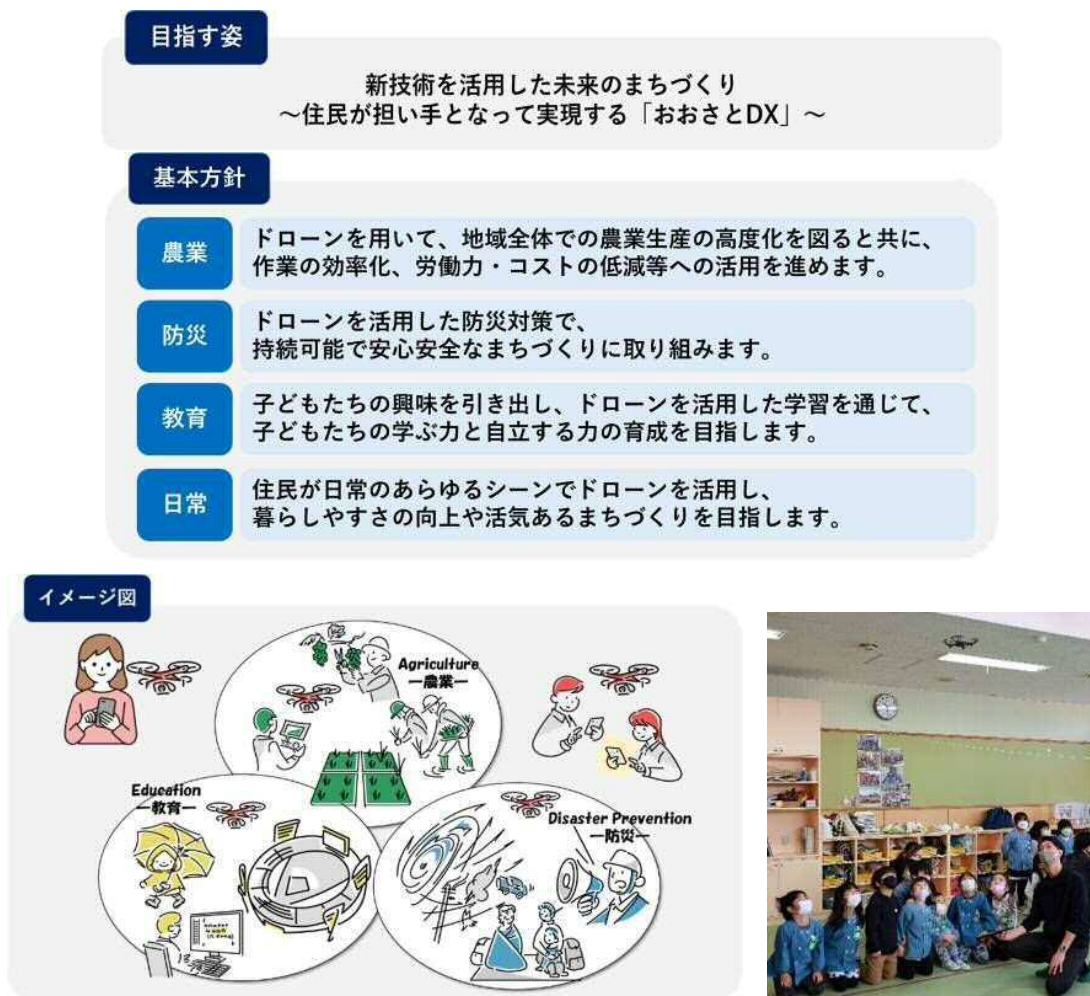 目指す姿
新技術を活用した未来のまちづくり
～住民が担い手となって実現する「おおさとDX」～
基本方針
農業
ドローンを用いて、地域全体での農業生産の高度化を図ると共に、
作業の効率化、労働力・コストの低減等への活用を進めます。
防災
ドローンを活用した防災対策で、
持続可能で安心安全なまちづくりに取り組みます。
教育
子どもたちの興味を引き出し、ドローンを活用した学習を通じて、
子どもたちの学ぶ力と自立する力の育成を目指します。
日常
住民が日常のあらゆるシーンでドローンを活用し、
暮らしやすさの向上や活気あるまちづくりを目指します。
イメージ図
Agriculture
ー農業ー
Education
ー教育ー
Disaster Prevention
ー防災ー